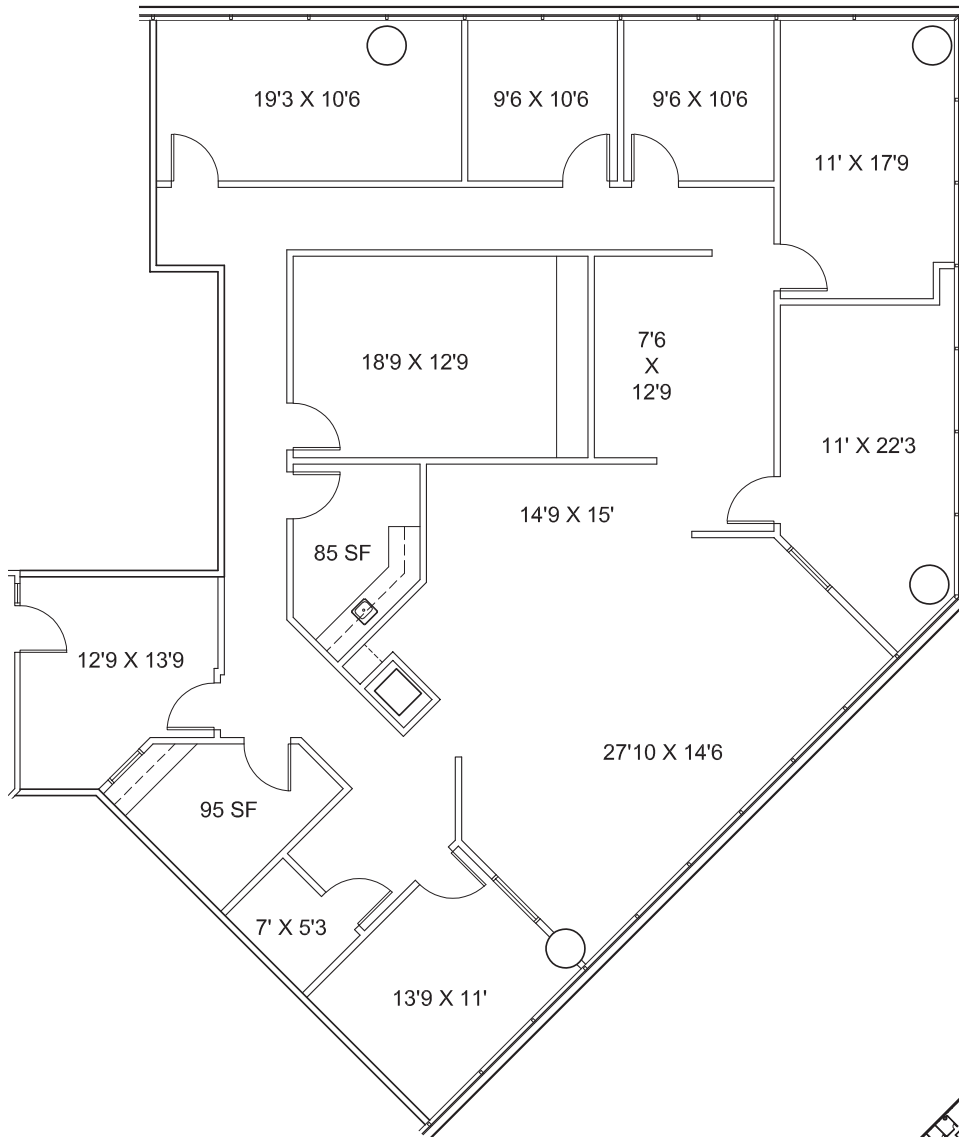 19'3 X 10'6
9'6 X 10'6
9'6 X 10'6
11' X 17'9
18'9 X 12'9
7'6
X
12'9
11' X 22'3
14'9 X 15'
85 SF
12'9 X 13'9
27'10 X 14'6
95 SF
7' X 5'3
13'9 X 11'